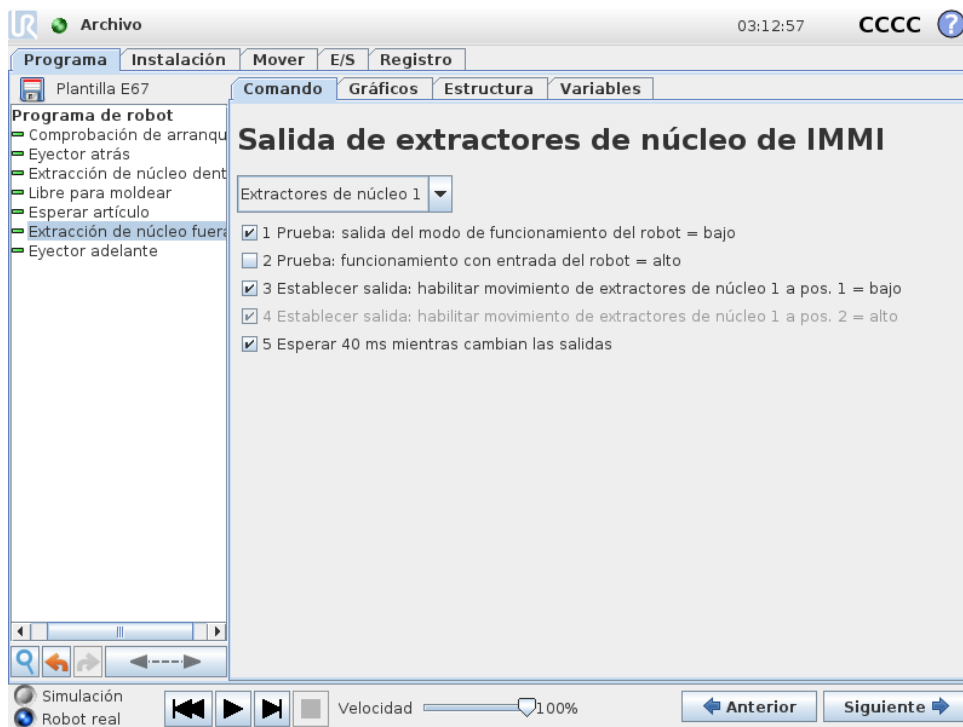 UR Archivo 03:12:57 CCCC ?
Programa Instalación Mover E/S Registro
Plantilla E67 Comando Gráficos Estructura Variables
Programa de robot
Comprobación de arranqu
Eyector atrás
Extracción de núcleo dent
Libre para moldear
Esperar artículo
Extracción de núcleo fuera
Eyector adelante
Salida de extractores de núcleo de IMMI
Extractores de núcleo 1
1 Prueba: salida del modo de funcionamiento del robot = bajo
2 Prueba: funcionamiento con entrada del robot = alto
3 Establecer salida: habilitar movimiento de extractores de núcleo 1 a pos. 1 = bajo
4 Establecer salida: habilitar movimiento de extractores de núcleo 1 a pos. 2 = alto
5 Esperar 40 ms mientras cambian las salidas
Simulación
Robot real
Velocidad 100% Anterior Siguiente